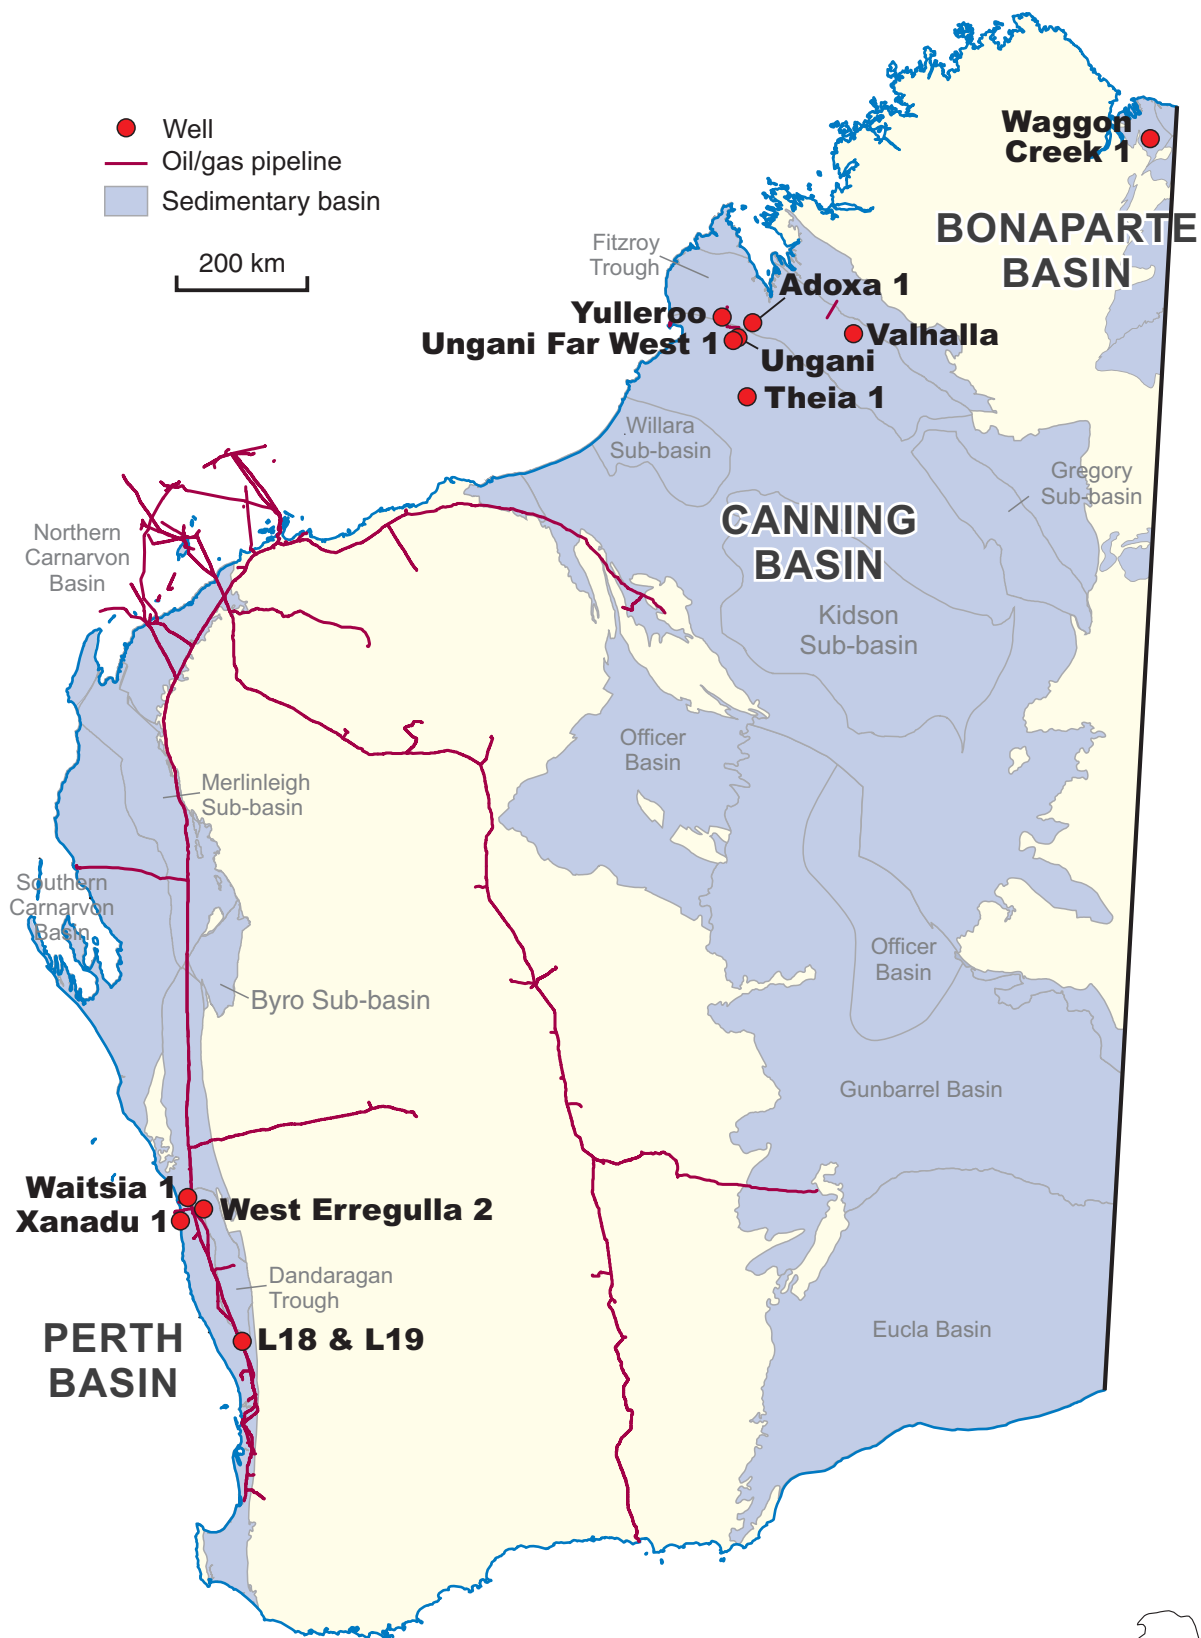 Well
Oil/gas pipeline
Sedimentary basin
200 km
Waggon
Creek 1
BONAPARTE
BASIN
Fitzroy
Trough
Adoxa 1
Yulleroo
Ungani Far West 1
Valhalla
Ungani
Theia 1
Willara
Sub-basin
Gregory
Sub-basin
CANNING
BASIN
Northern
Carnarvon
Basin
Kidson
Sub-basin
Officer
Basin
Merlinleigh
Sub-basin
Southern
Carnarvon
Basin
Officer
Basin
Byro Sub-basin
Gunbarrel Basin
Waitsia 1
West Erregulla 2
Xanadu 1
Dandaragan
Trough
L18 & L19
PERTH
BASIN
Eucla Basin